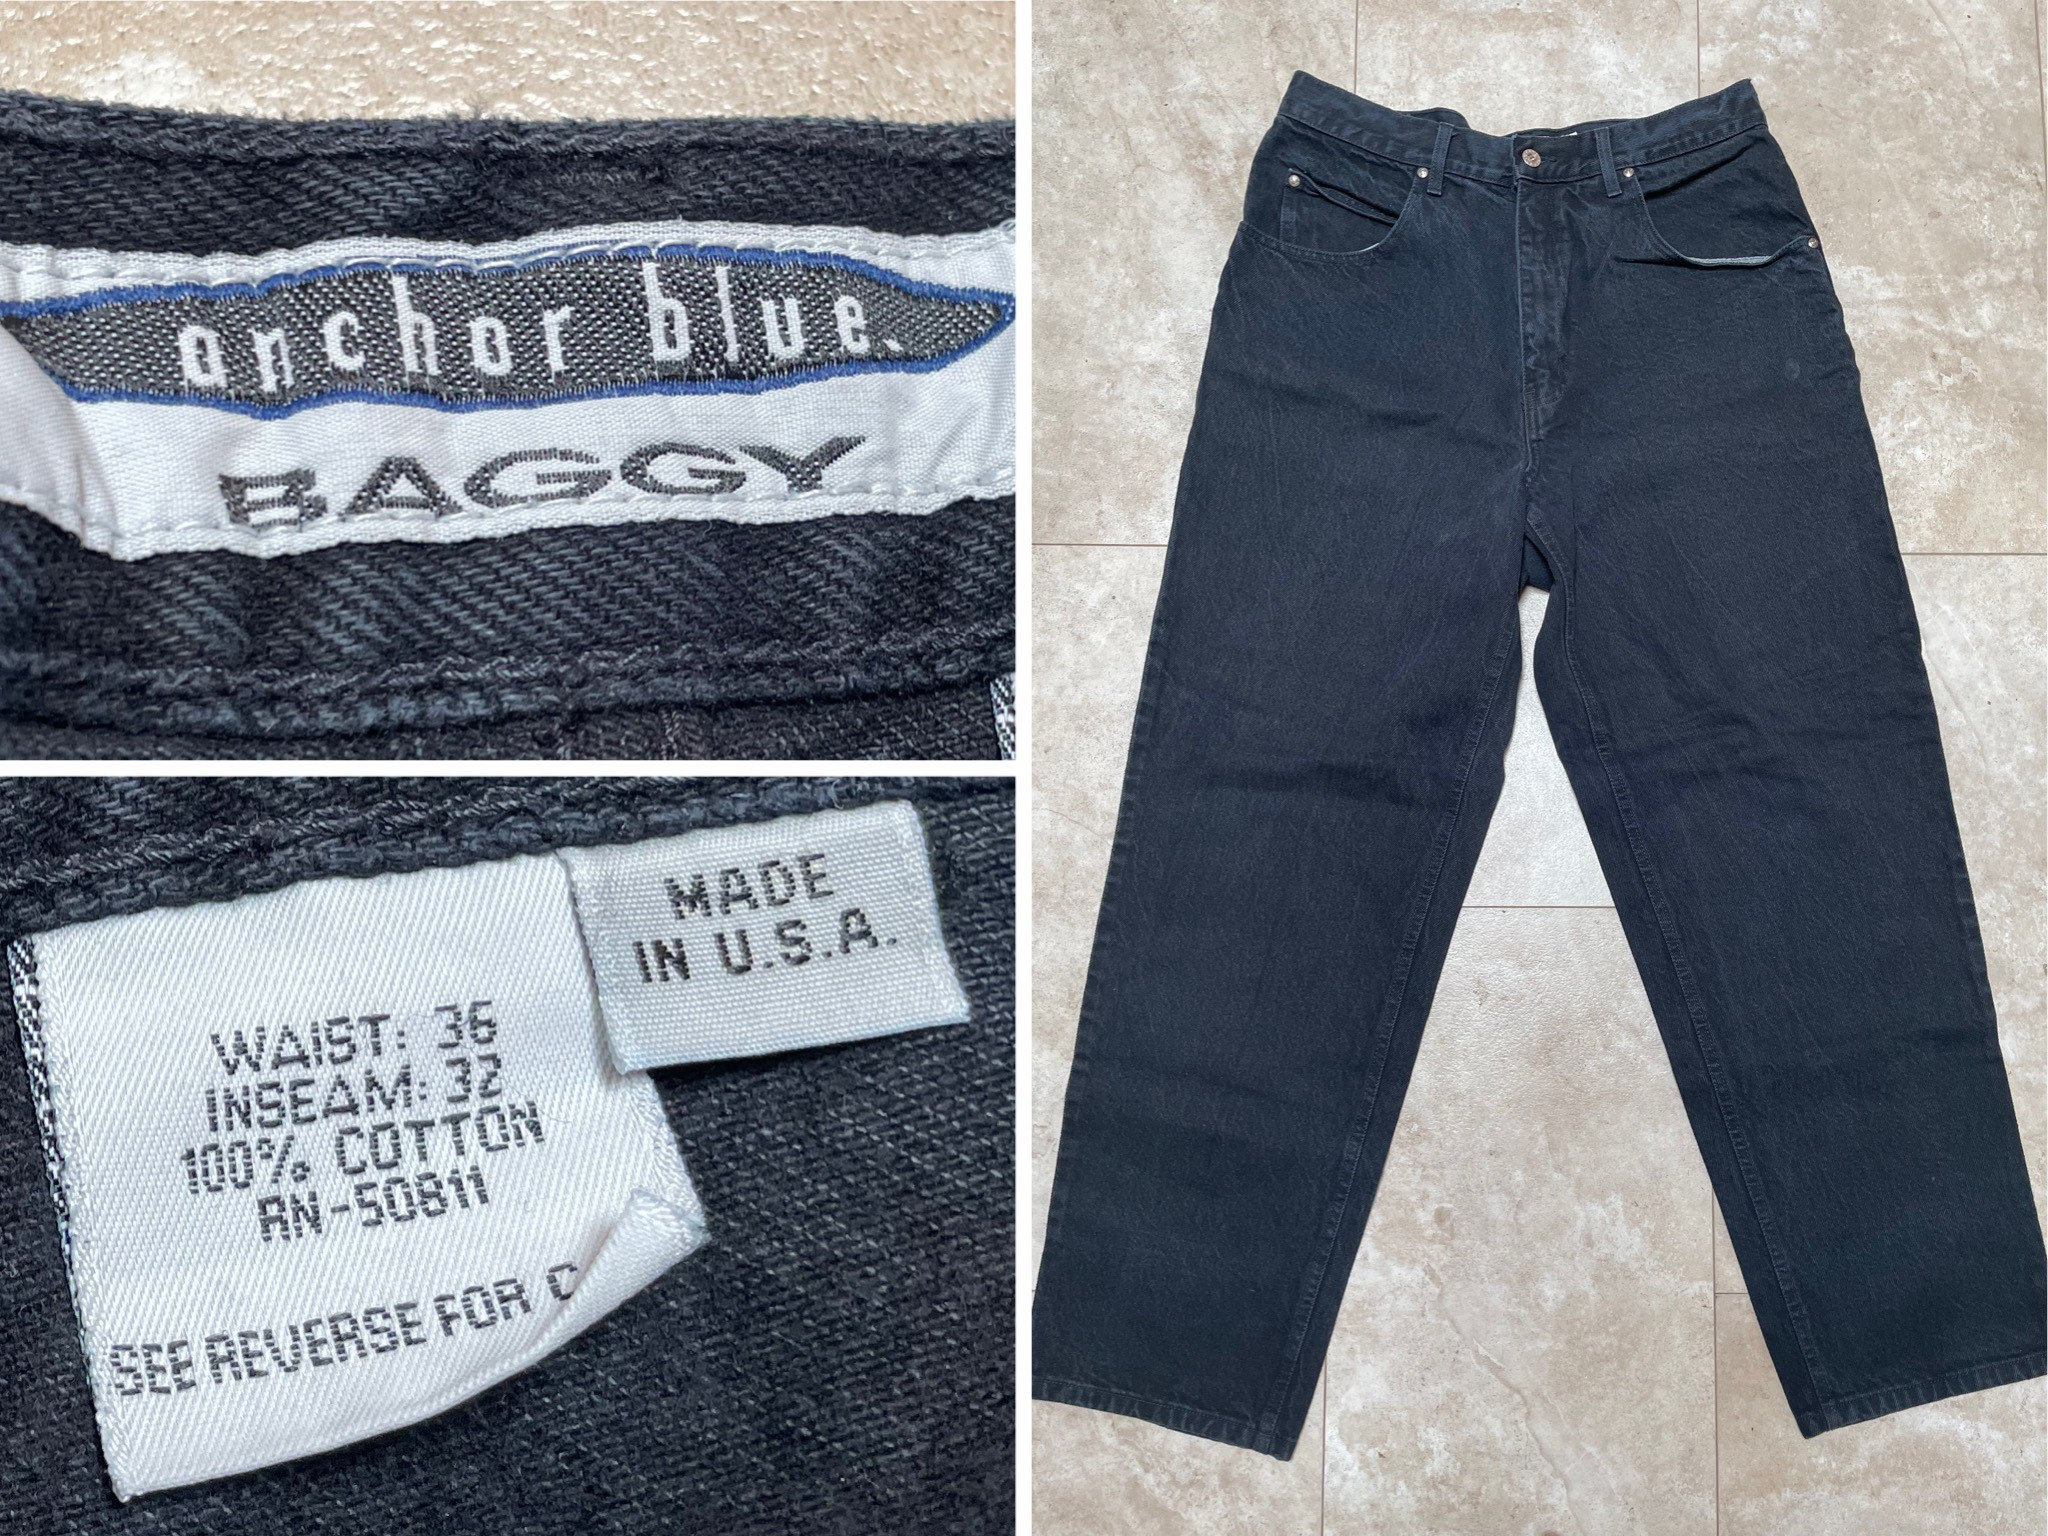 anchor blue.
BAGGY
MADE
IN U.S.A.
WAIST: 36
INSEAM: 32
100% COTTON
RN-50811
SEE REVERSE FOR C